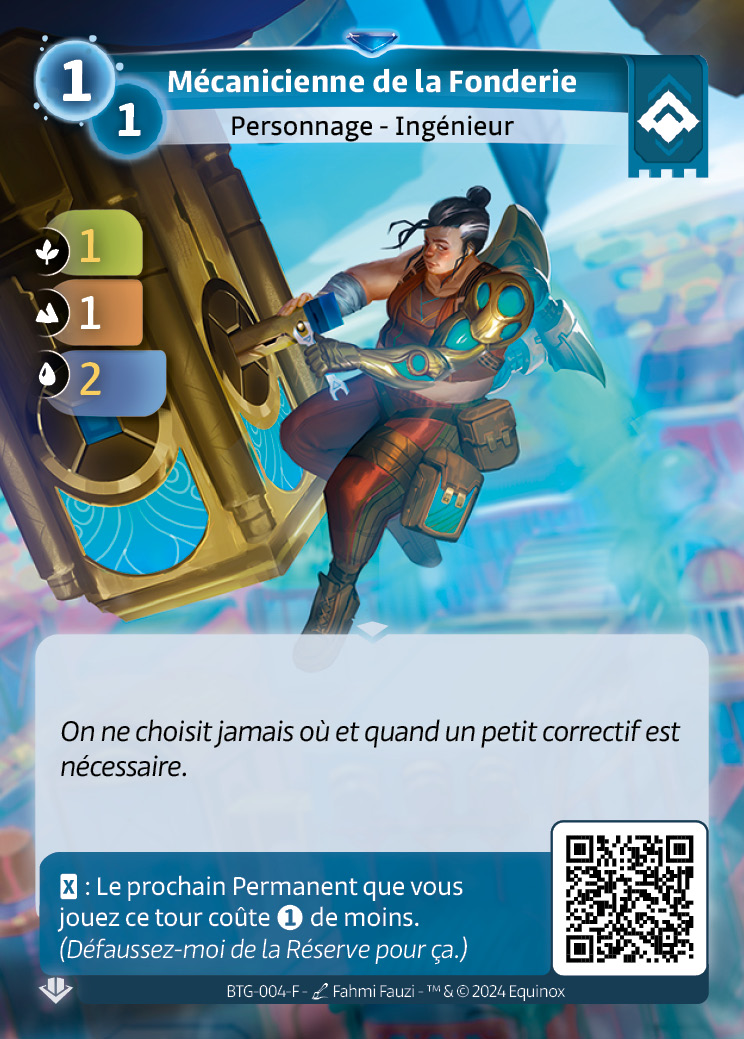 1
Mécanicienne de la Fonderie
1
Personnage - Ingénieur
1
1
2
On ne choisit jamais où et quand un petit correctif est
nécessaire.
X : Le prochain Permanent que vous
jouez ce tour coûte 1 de moins.
(Défaussez-moi de la Réserve pour ça.)
BTG-004-F - Fahmi Fauzi - ™ & © 2024 Equinox